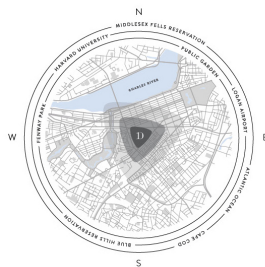 N
MIDDLESEX FELLS RESERVATION
HARVARD UNIVERSITY
PUBLIC GARDEN
LOGAN AIRPORT
CHARLES RIVER
FENWAY PARK
W
D
E
ATLANTIC OCEAN
BLUE HILLS RESERVATION
CAPE COD
S